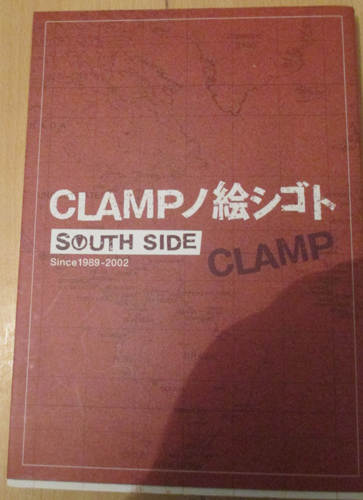 CLAMPノ絵シゴト
SOUTH SIDE
CLAMP
Since1989-2002